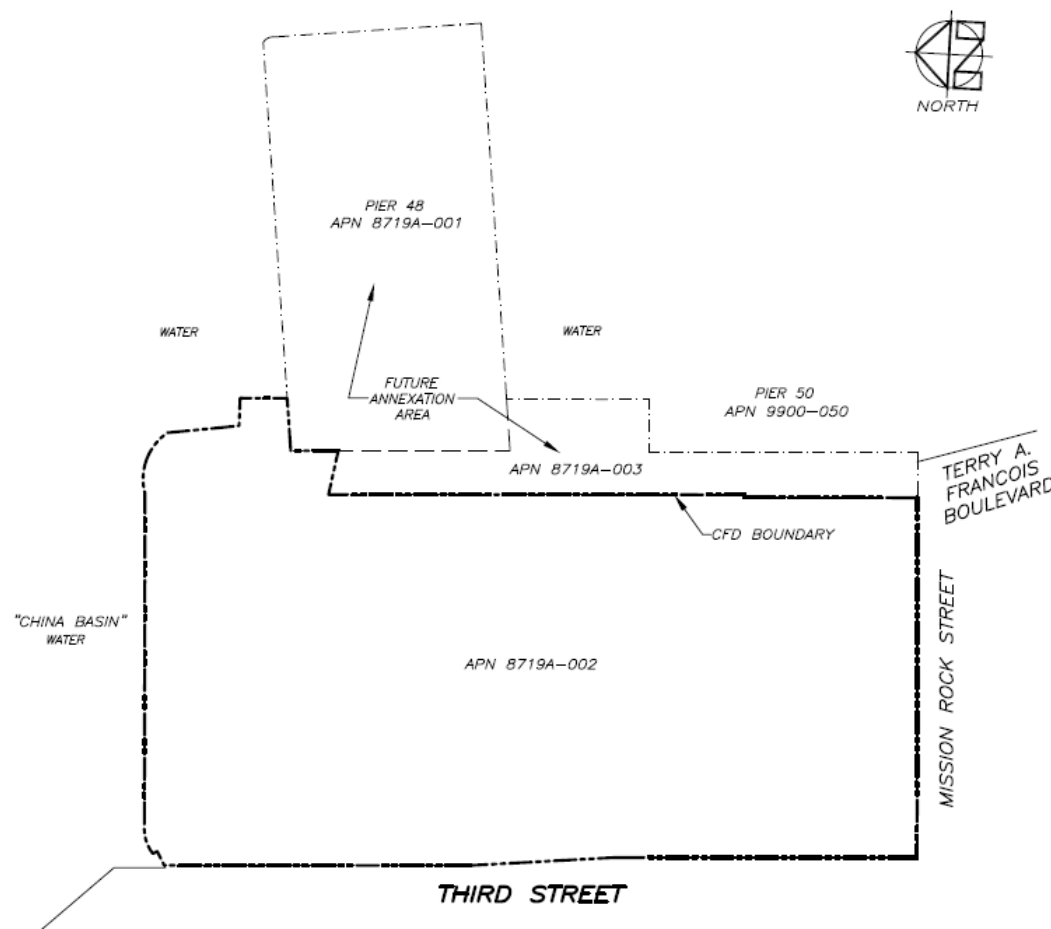 NORTH
PIER 48
APN 8719A-001
WATER
WATER
FUTURE
ANNEXATION
AREA
PIER 50
APN 9900-050
APN 8719A-003
TERRY A.
FRANCOIS
BOULEVARD
CFD BOUNDARY
"CHINA BASIN"
WATER
APN 8719A-002
MISSION ROCK STREET
THIRD STREET